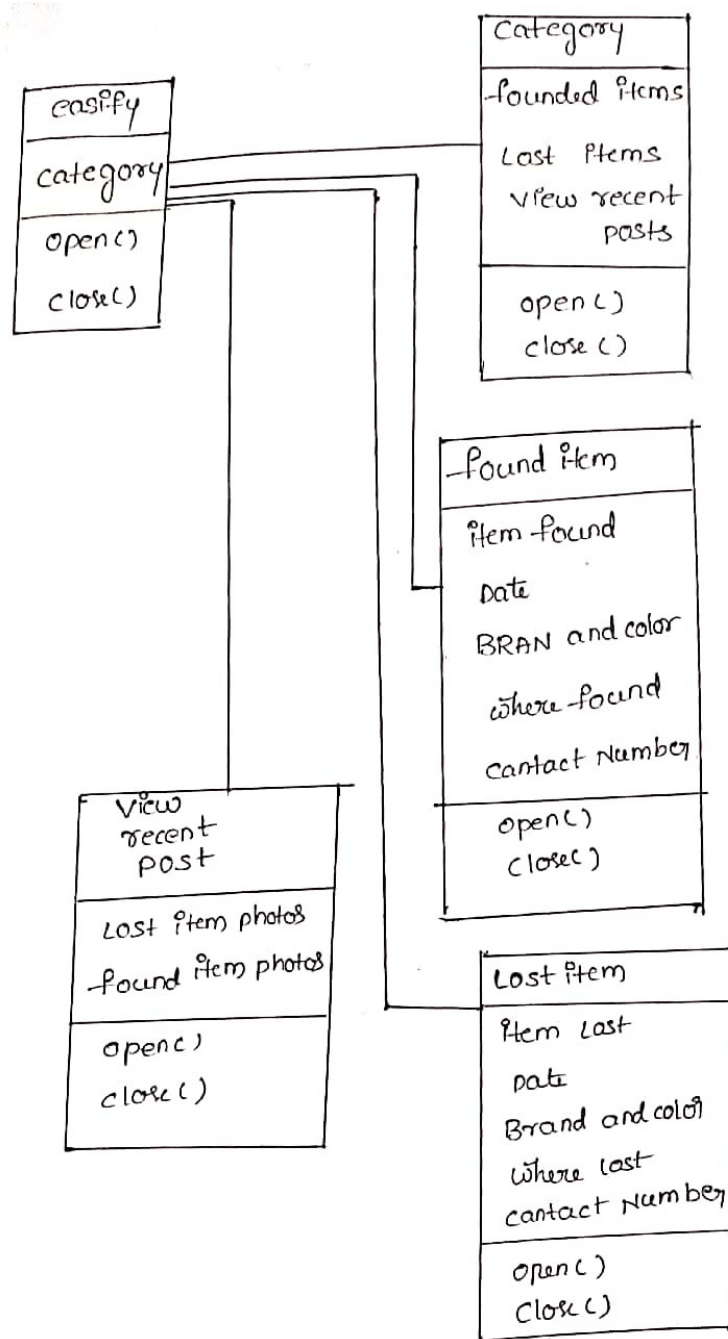 easify
category
open()
close()
Category
founded items
Lost items
view recent
posts
open()
close()
found item
item found
Date
BRAN and color
where found
cantact Number
open()
close()
View
recent
post
Lost item photos
found item photos
open()
close()
Lost item
item Lost
Date
Brand and color
where lost
cantact Number
open()
close()